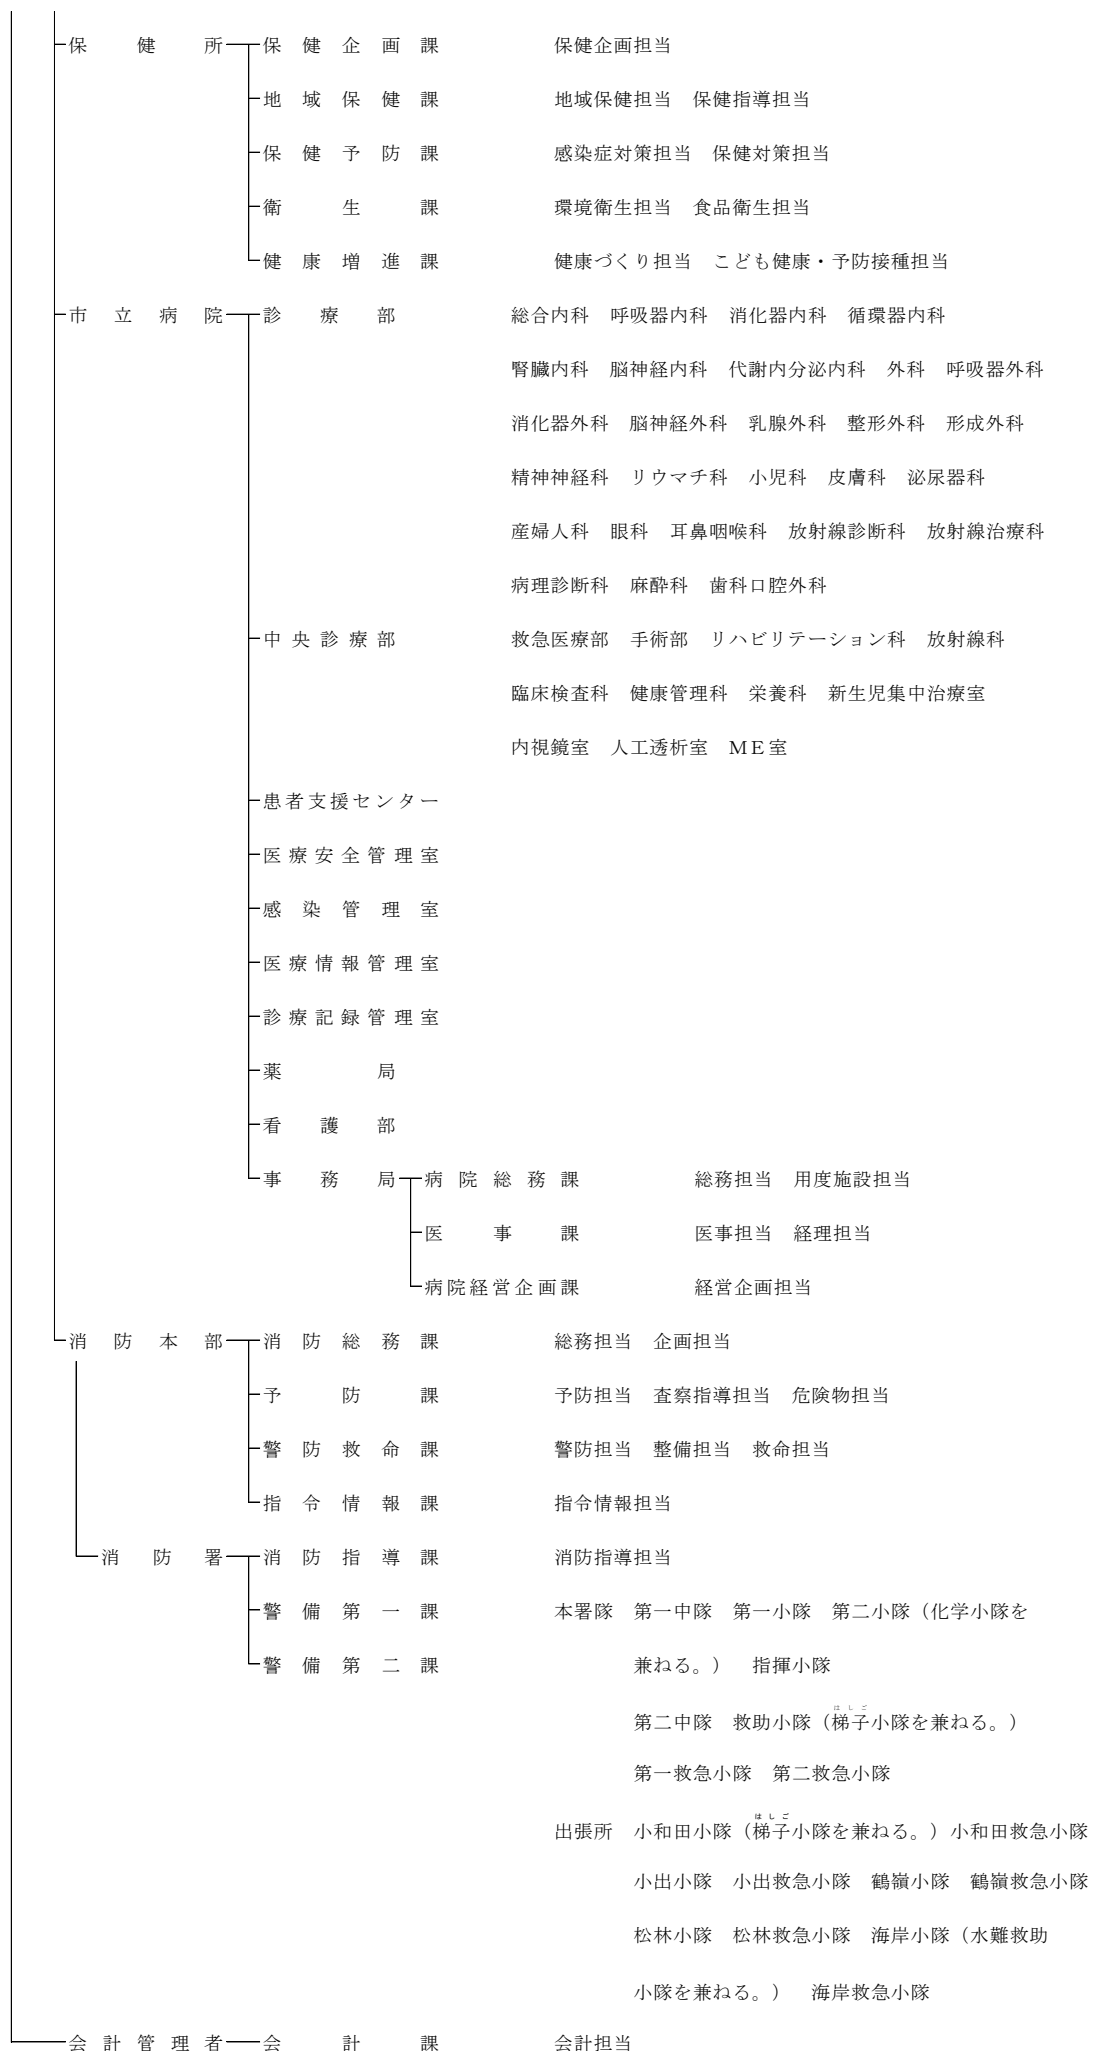 保健所 保健企画課 保健企画担当
地域保健課 地域保健担当 保健指導担当
保健予防課 感染症対策担当 保健対策担当
衛生課 環境衛生担当 食品衛生担当
健康増進課 健康づくり担当 こども健康・予防接種担当
市立病院 診療部 総合内科 呼吸器内科 消化器内科 循環器内科
腎臓内科 脳神経内科 代謝内分泌内科 外科 呼吸器外科
消化器外科 脳神経外科 乳腺外科 整形外科 形成外科
精神神経科 リウマチ科 小児科 皮膚科 泌尿器科
産婦人科 眼科 耳鼻咽喉科 放射線診断科 放射線治療科
病理診断科 麻酔科 歯科口腔外科
中央診療部 救急医療部 手術部 リハビリテーション科 放射線科
臨床検査科 健康管理科 栄養科 新生児集中治療室
内視鏡室 人工透析室 ME室
患者支援センター
医療安全管理室
感染管理室
医療情報管理室
診療記録管理室
薬局
看護部
事務局 病院総務課 総務担当 用度施設担当
医事課 医事担当 経理担当
病院経営企画課 経営企画担当
消防本部 消防総務課 総務担当 企画担当
予防課 予防担当 査察指導担当 危険物担当
警防救命課 警防担当 整備担当 救命担当
指令情報課 指令情報担当
消防署 消防指導課 消防指導担当
警備第一課 本署隊 第一中隊 第一小隊 第二小隊（化学小隊を
警備第二課 兼ねる。） 指揮小隊
はしご
第二中隊 救助小隊（梯子小隊を兼ねる。）
第一救急小隊 第二救急小隊
はしご
出張所 小和田小隊（梯子小隊を兼ねる。）小和田救急小隊
小出小隊 小出救急小隊 鶴嶺小隊 鶴嶺救急小隊
松林小隊 松林救急小隊 海岸小隊（水難救助
小隊を兼ねる。） 海岸救急小隊
会計管理者 会計課 会計担当